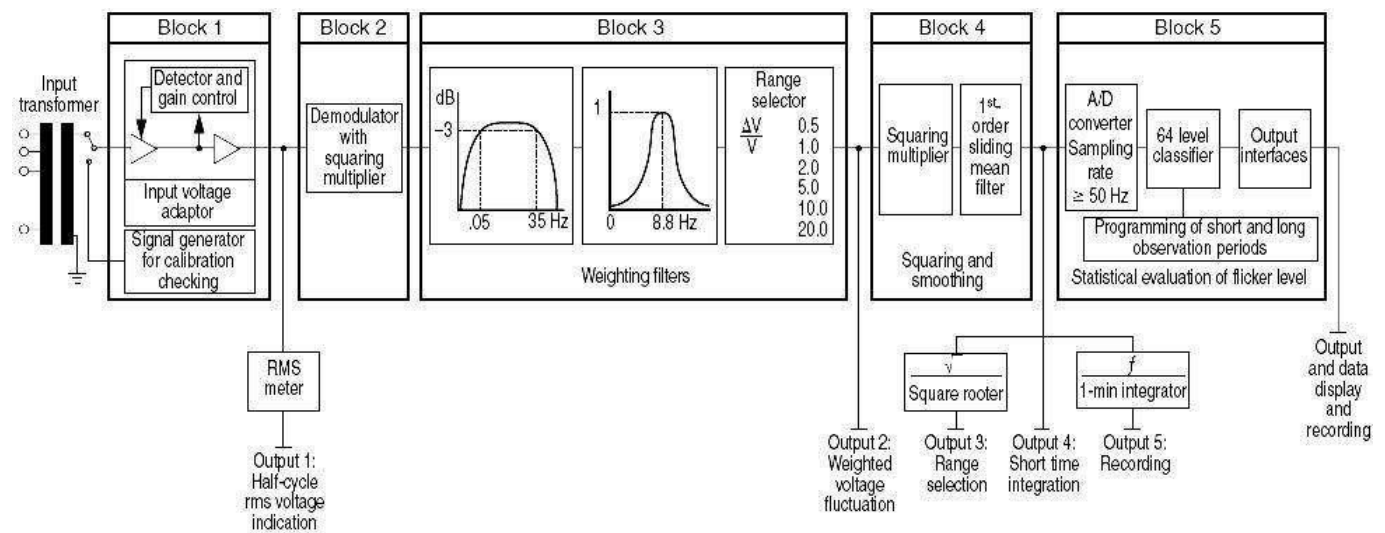 Block 1
Block 2
Block 3
Block 4
Block 5
Input
transformer
Detector and
gain control
Input voltage
adaptor
Signal generator
for calibration
checking
Demodulator
with
squaring
multiplier
dB
–3
.05
35 Hz
1
0
8.8 Hz
Range
selector
ΔV
V
0.5
1.0
2.0
5.0
10.0
20.0
Weighting filters
Squaring
multiplier
1st-
order
sliding
mean
filter
Squaring and
smoothing
A/D
converter
Sampling
rate
≥ 50 Hz
64 level
classifier
Output
interfaces
Programming of short and long
observation periods
Statistical evaluation of flicker level
RMS
meter
Output 1:
Half-cycle
rms voltage
indication
√
Square rooter
∫
1-min integrator
Output 2:
Weighted
voltage
fluctuation
Output 3:
Range
selection
Output 4:
Short time
integration
Output 5:
Recording
Output
and data
display
and
recording